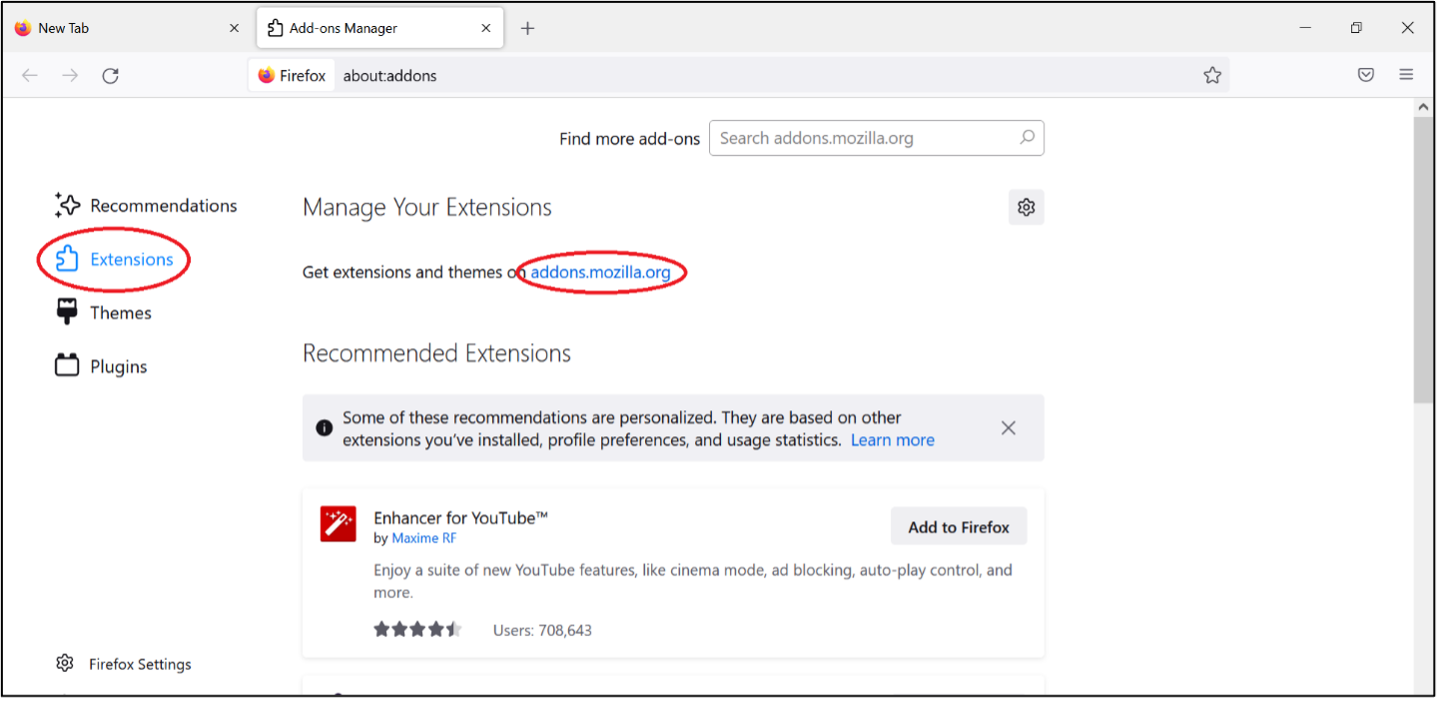 New Tab
Add-ons Manager
Firefox about:addons
Find more add-ons Search addons.mozilla.org
Recommendations
Extensions
Themes
Plugins
Firefox Settings
Manage Your Extensions
Get extensions and themes on addons.mozilla.org
Recommended Extensions
Some of these recommendations are personalized. They are based on other
extensions you’ve installed, profile preferences, and usage statistics. Learn more
Enhancer for YouTube™
by Maxime RF
Add to Firefox
Enjoy a suite of new YouTube features, like cinema mode, ad blocking, auto-play control, and
more.
Users: 708,643